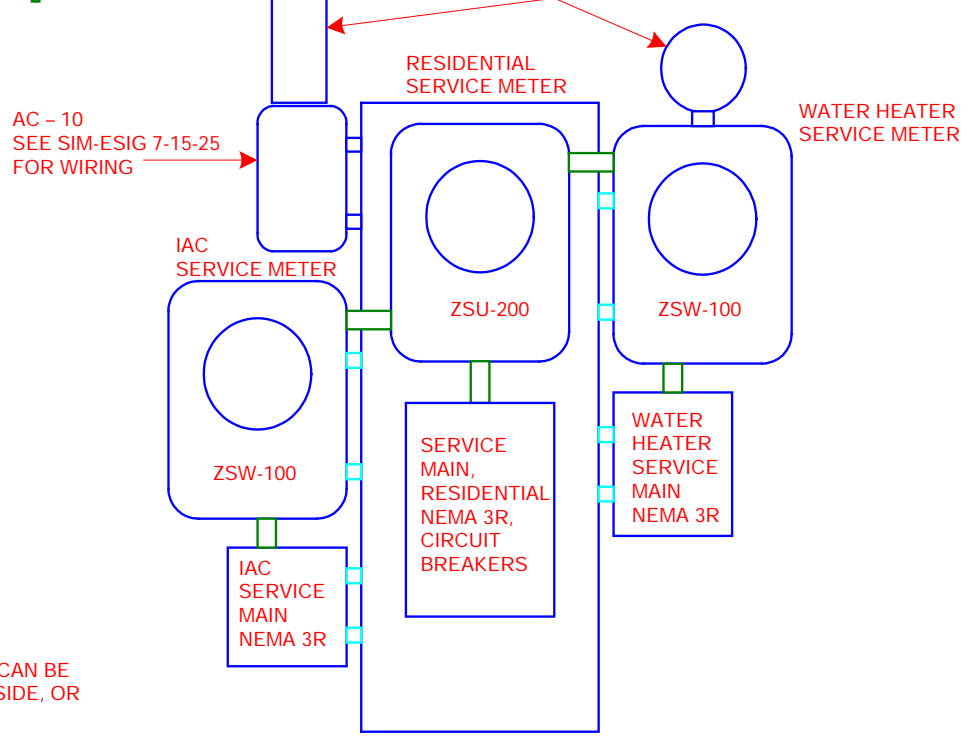 RESIDENTIAL
SERVICE METER
WATER HEATER
SERVICE METER
AC – 10
SEE SIM-ESIG 7-15-25
FOR WIRING
IAC
SERVICE METER
ZSU-200
ZSW-100
ZSW-100
SERVICE
MAIN,
RESIDENTIAL
NEMA 3R,
CIRCUIT
BREAKERS
WATER
HEATER
SERVICE
MAIN
NEMA 3R
IAC
SERVICE
MAIN
NEMA 3R
CAN BE
SIDE, OR